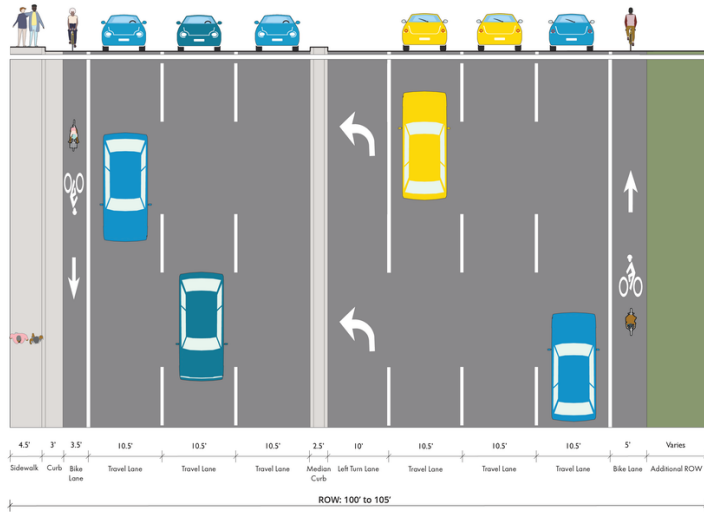 4.5' 3' 3.5' 10.5' 10.5' 10.5' 2.5' 10' 10.5' 10.5' 10.5' 5' Varies
Sidewalk Curb Bike Travel Lane Travel Lane Travel Lane Median Left Turn Lane Travel Lane Travel Lane Travel Lane Bike Lane Additional ROW
Lane Curb
ROW: 100' to 105'